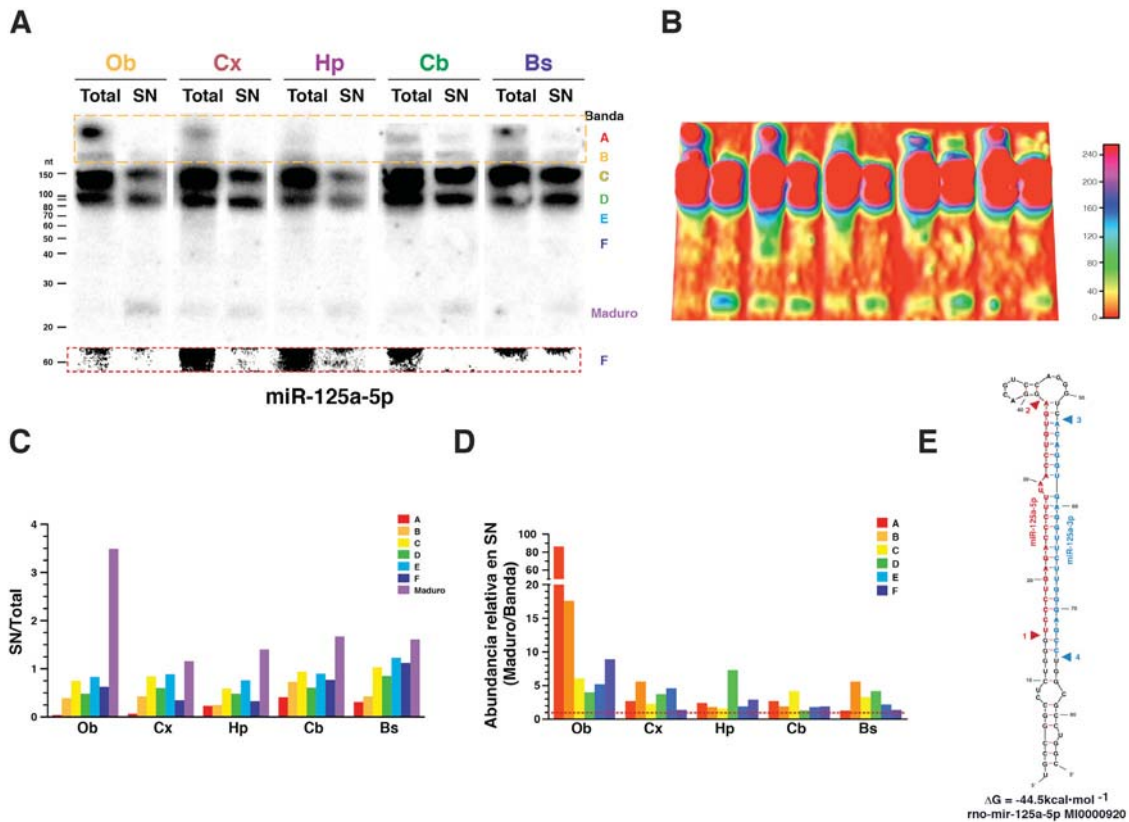 A
Ob Cx Hp Cb Bs
Total SN Total SN Total SN Total SN Total SN
Banda
A
B
C
D
E
F
Maduro
F
nt
150
100
80
70
60
50
40
30
20
60
miR-125a-5p
B
240
200
160
120
80
40
0
C
SN/Total
4
3
2
1
0
Ob Cx Hp Cb Bs
A
B
C
D
E
F
Maduro
D
Abundancia relativa en SN
(Maduro/Banda)
100
80
60
40
20
15
10
5
0
Ob Cx Hp Cb Bs
A
B
C
D
E
F
E
2
3
1
4
miR-125a-5p
miR-125a-3p
ΔG = -44.5kcal·mol -1
rno-mir-125a-5p MI0000920